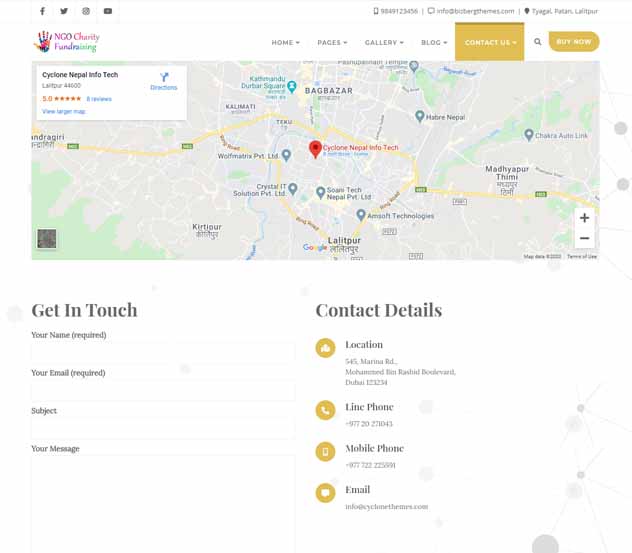 9849123456 | info@bizbergthemes.com | Tyagal, Patan, Lalitpur
NGO Charity
Fundraising
HOME
PAGES
GALLERY
BLOG
CONTACT US
BUY NOW
Cyclone Nepal Info Tech
Lalitpur 44600
5.0 ★★★★★ 8 reviews
View larger map
Directions
Pashupatinath Temple
Kathmandu
Durbar Square
BAGBAZAR
बागबजार
KALIMATI
कालीमाटी
TEKU
टेकु
Habre Nepal
Chakra Auto Link
Wolfmatrix Pvt. Ltd.
Cyclone Nepal Info Tech
Crystal IT
Solution Pvt. Ltd.
Soani Tech
Nepal Pvt. Ltd
Amsoft Technologies
Madhyapur
Thimi
Ring Road
Kirtipur
Lalitpur
ललितपुर
Google
Map data ©2020 Terms of Use
Get In Touch
Your Name (required)
Your Email (required)
Subject
Your Message
Contact Details
Location
545, Marina Rd.,
Mohammed Bin Rashid Boulevard,
Dubai 123234
Line Phone
+977 20 271043
Mobile Phone
+977 722 225591
Email
info@cyclonethemes.com